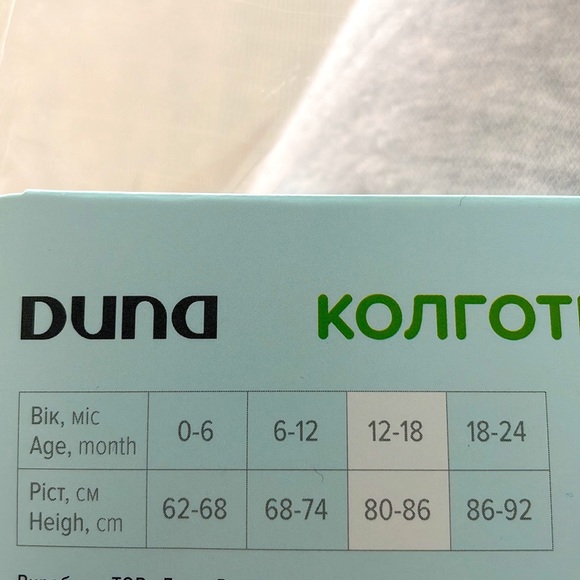 DUNA КОЛГОТ
Вік, міс 0-6 6-12 12-18 18-24
Age, month
Ріст, см 62-68 68-74 80-86 86-92
Heigh, cm